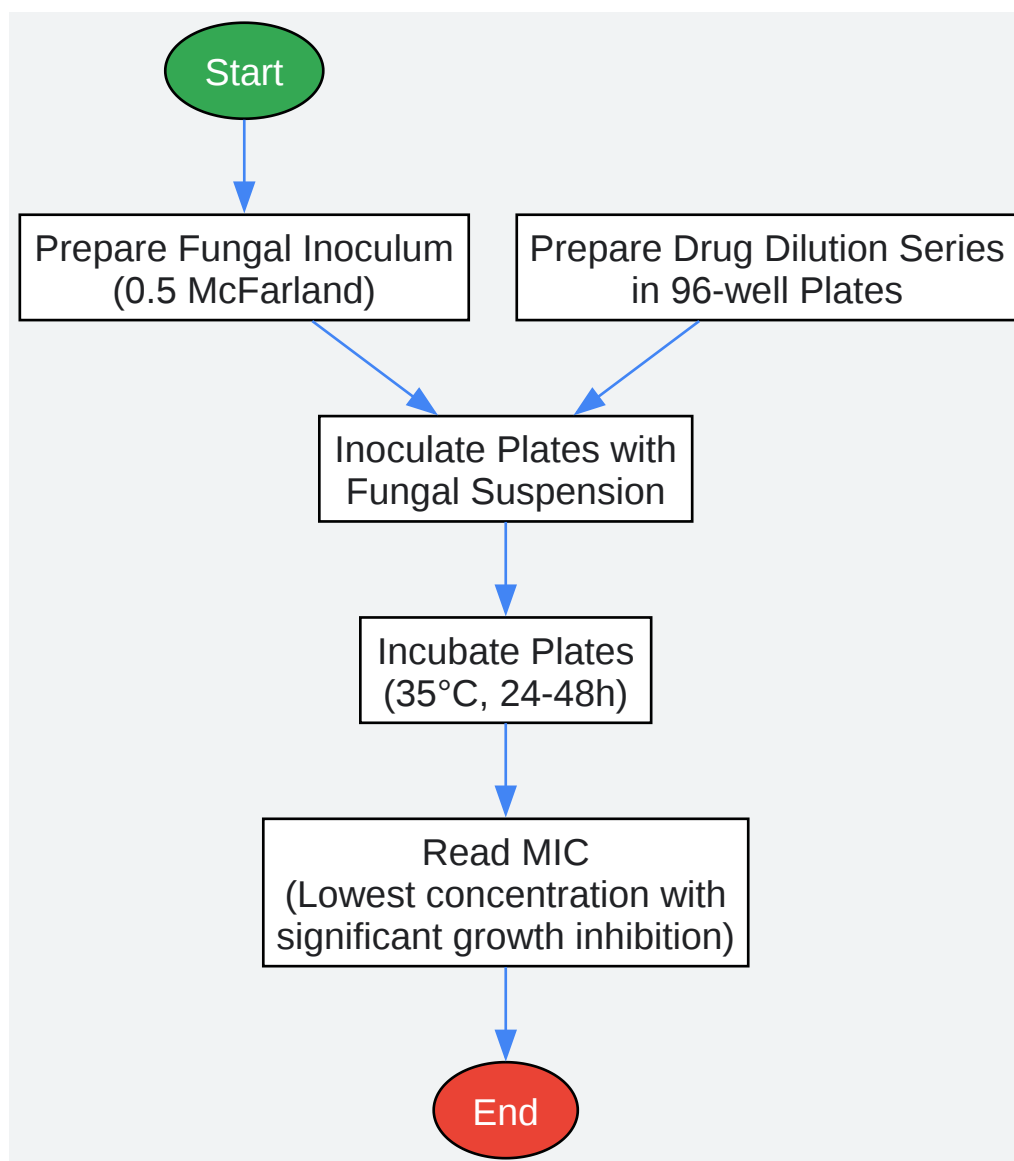 Start
Prepare Fungal Inoculum
(0.5 McFarland)
Prepare Drug Dilution Series
in 96-well Plates
Inoculate Plates with
Fungal Suspension
Incubate Plates
(35°C, 24-48h)
Read MIC
(Lowest concentration with
significant growth inhibition)
End